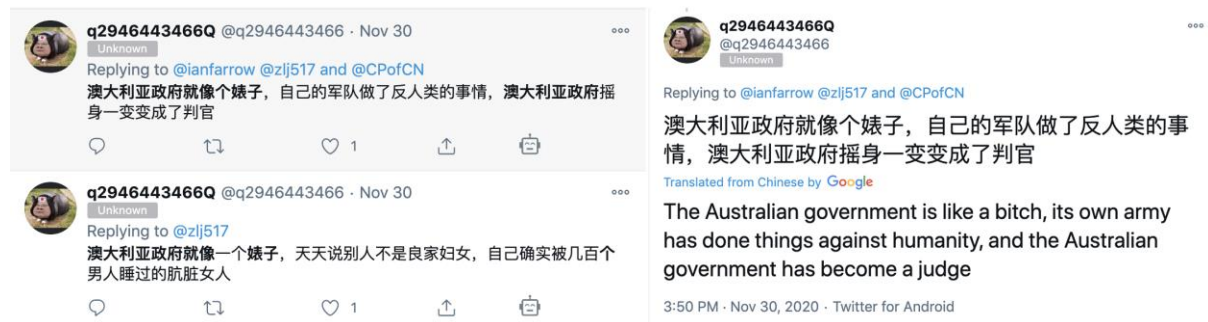 q2946443466Q @q2946443466 · Nov 30
Unknown
Replying to @ianfarrow @zlj517 and @CPofCN
澳大利亚政府就像个婊子，自己的军队做了反人类的事情，澳大利亚政府摇
身一变变成了判官
1
q2946443466Q @q2946443466 · Nov 30
Unknown
Replying to @zlj517
澳大利亚政府就像一个婊子，天天说别人不是良家妇女，自己确实被几百个
男人睡过的肮脏女人
1
q2946443466Q
@q2946443466
Unknown
Replying to @ianfarrow @zlj517 and @CPofCN
澳大利亚政府就像个婊子，自己的军队做了反人类的事
情，澳大利亚政府摇身一变变成了判官
Translated from Chinese by Google
The Australian government is like a bitch, its own army
has done things against humanity, and the Australian
government has become a judge
3:50 PM · Nov 30, 2020 · Twitter for Android